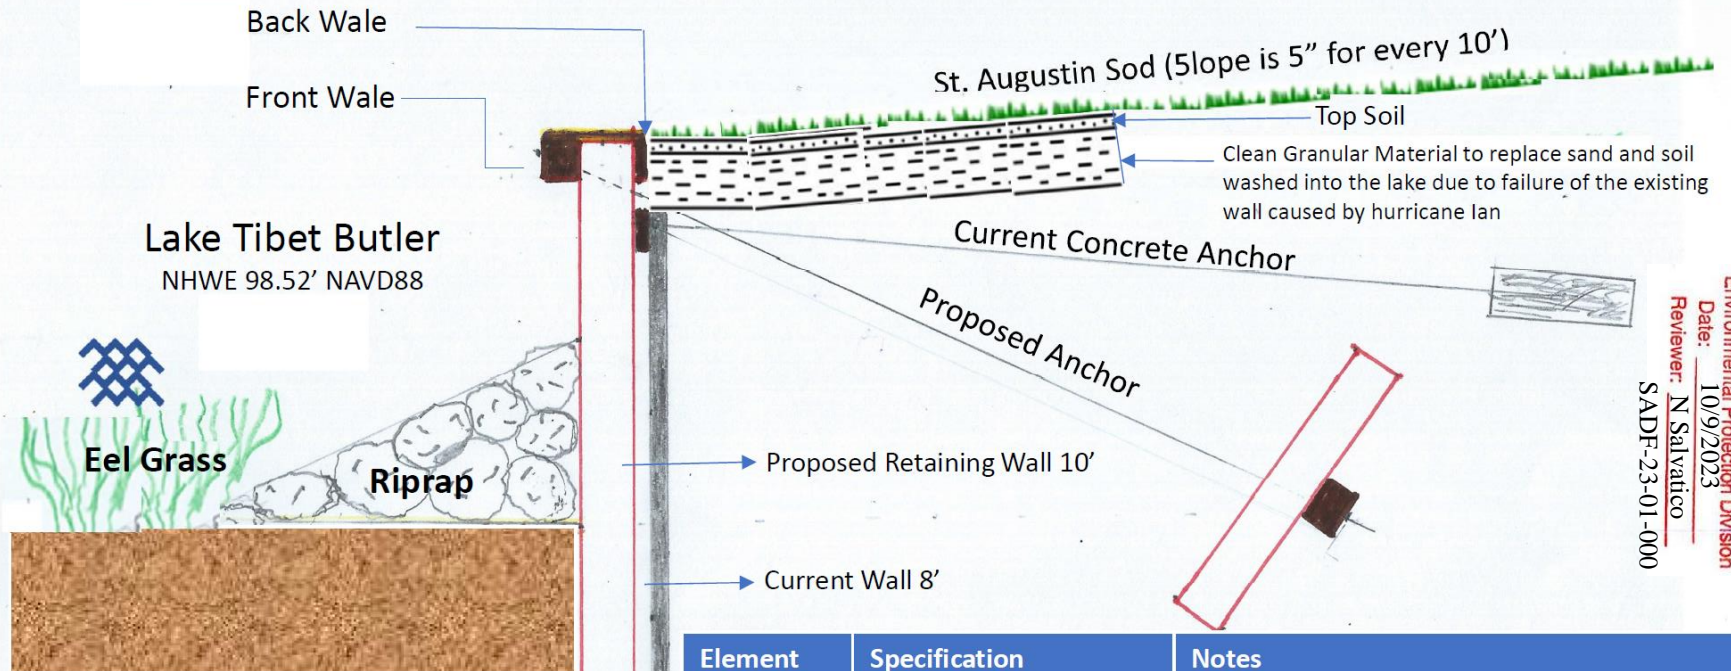 Back Wale
Front Wale
St. Augustin Sod (5lope is 5” for every 10’)
Top Soil
Clean Granular Material to replace sand and soil
washed into the lake due to failure of the existing
wall caused by hurricane Ian
Lake Tibet Butler
NHWE 98.52’ NAVD88
Current Concrete Anchor
Proposed Anchor
Eel Grass
Riprap
Proposed Retaining Wall 10’
Current Wall 8’
Environmental Protection Division
Date: 10/9/2023
Reviewer: N Salvatico
SADF-23-01-000
Element Specification Notes